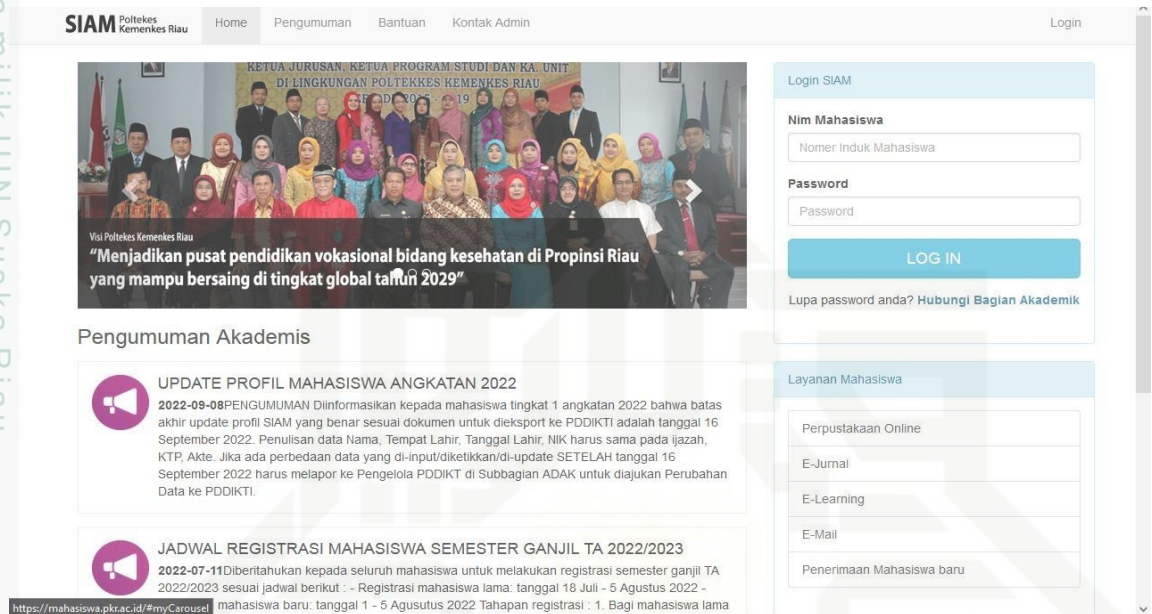 SIAM Poltekes Kemenkes Riau
Home
Pengumuman
Bantuan
Kontak Admin
Login
KETUA JURUSAN, KETUA PROGRAM STUDI DAN KA. UNIT
DI LINGKUNGAN POLTEKKES KEMENKES RIAU
Visi Poltekes Kemenkes Riau
“Menjadikan pusat pendidikan vokasional bidang kesehatan di Propinsi Riau
yang mampu bersaing di tingkat global tahun 2029”
Login SIAM
Nim Mahasiswa
Nomer Induk Mahasiswa
Password
Password
LOG IN
Lupa password anda? Hubungi Bagian Akademik
Pengumuman Akademis
UPDATE PROFIL MAHASISWA ANGKATAN 2022
2022-09-08PENGUMUMAN Diinformasikan kepada mahasiswa tingkat 1 angkatan 2022 bahwa batas
akhir update profil SIAM yang benar sesuai dokumen untuk dieksport ke PDDIKTI adalah tanggal 16
September 2022. Penulisan data Nama, Tempat Lahir, Tanggal Lahir, NIK harus sama pada ijazah,
KTP, Akte. Jika ada perbedaan data yang di-input/diketikkan/di-update SETELAH tanggal 16
September 2022 harus melapor ke Pengelola PDDIKT di Subbagian ADAK untuk diajukan Perubahan
Data ke PDDIKTI.
JADWAL REGISTRASI MAHASISWA SEMESTER GANJIL TA 2022/2023
2022-07-11Diberitahukan kepada seluruh mahasiswa untuk melakukan registrasi semester ganjil TA
2022/2023 sesuai jadwal berikut : - Registrasi mahasiswa lama: tanggal 18 Juli - 5 Agustus 2022 -
mahasiswa baru: tanggal 1 - 5 Agusutus 2022 Tahapan registrasi : 1. Bagi mahasiswa lama
Layanan Mahasiswa
Perpustakaan Online
E-Jurnal
E-Learning
E-Mail
Penerimaan Mahasiswa baru
https://mahasiswa.pkr.ac.id/#myCarousel
milik UIN Suska Riau